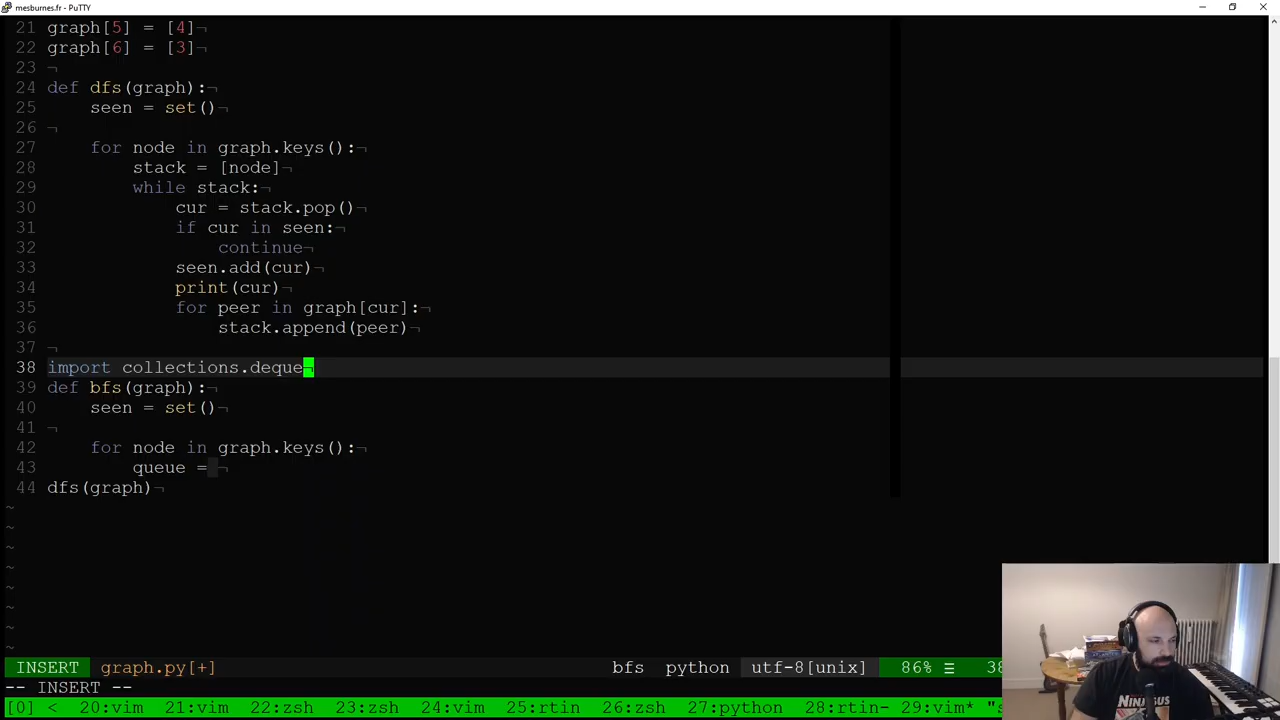 mesburnes.fr - PuTTY
21 graph[5] = [4]¬
22 graph[6] = [3]¬
23 ¬
24 def dfs(graph):¬
25     seen = set()¬
26 ¬
27     for node in graph.keys():¬
28         stack = [node]¬
29         while stack:¬
30             cur = stack.pop()¬
31             if cur in seen:¬
32                 continue¬
33             seen.add(cur)¬
34             print(cur)¬
35             for peer in graph[cur]:¬
36                 stack.append(peer)¬
37 ¬
38 import collections.deque¬
39 def bfs(graph):¬
40     seen = set()¬
41 ¬
42     for node in graph.keys():¬
43         queue = ¬
44 dfs(graph)¬
~
~
~
~
~
~
~
~
INSERT graph.py[+] bfs python utf-8[unix] 86% ≡ 38
-- INSERT --
[0] < 20:vim 21:vim 22:zsh 23:zsh 24:vim 25:rtin 26:zsh 27:python 28:rtin- 29:vim* "s